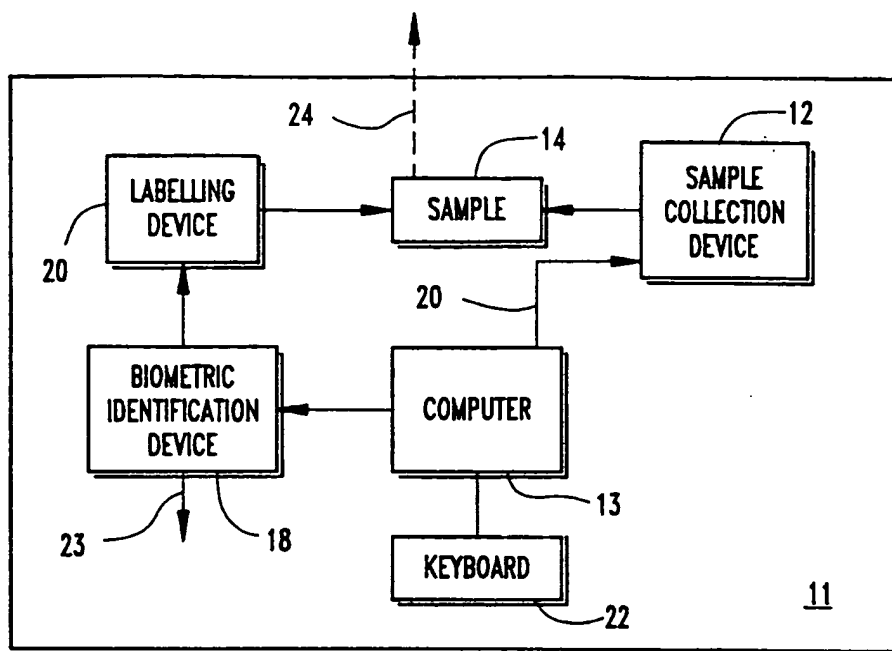 24
14
12
LABELLING
DEVICE
20
SAMPLE
SAMPLE
COLLECTION
DEVICE
20
BIOMETRIC
IDENTIFICATION
DEVICE
COMPUTER
23
18
13
KEYBOARD
22
11